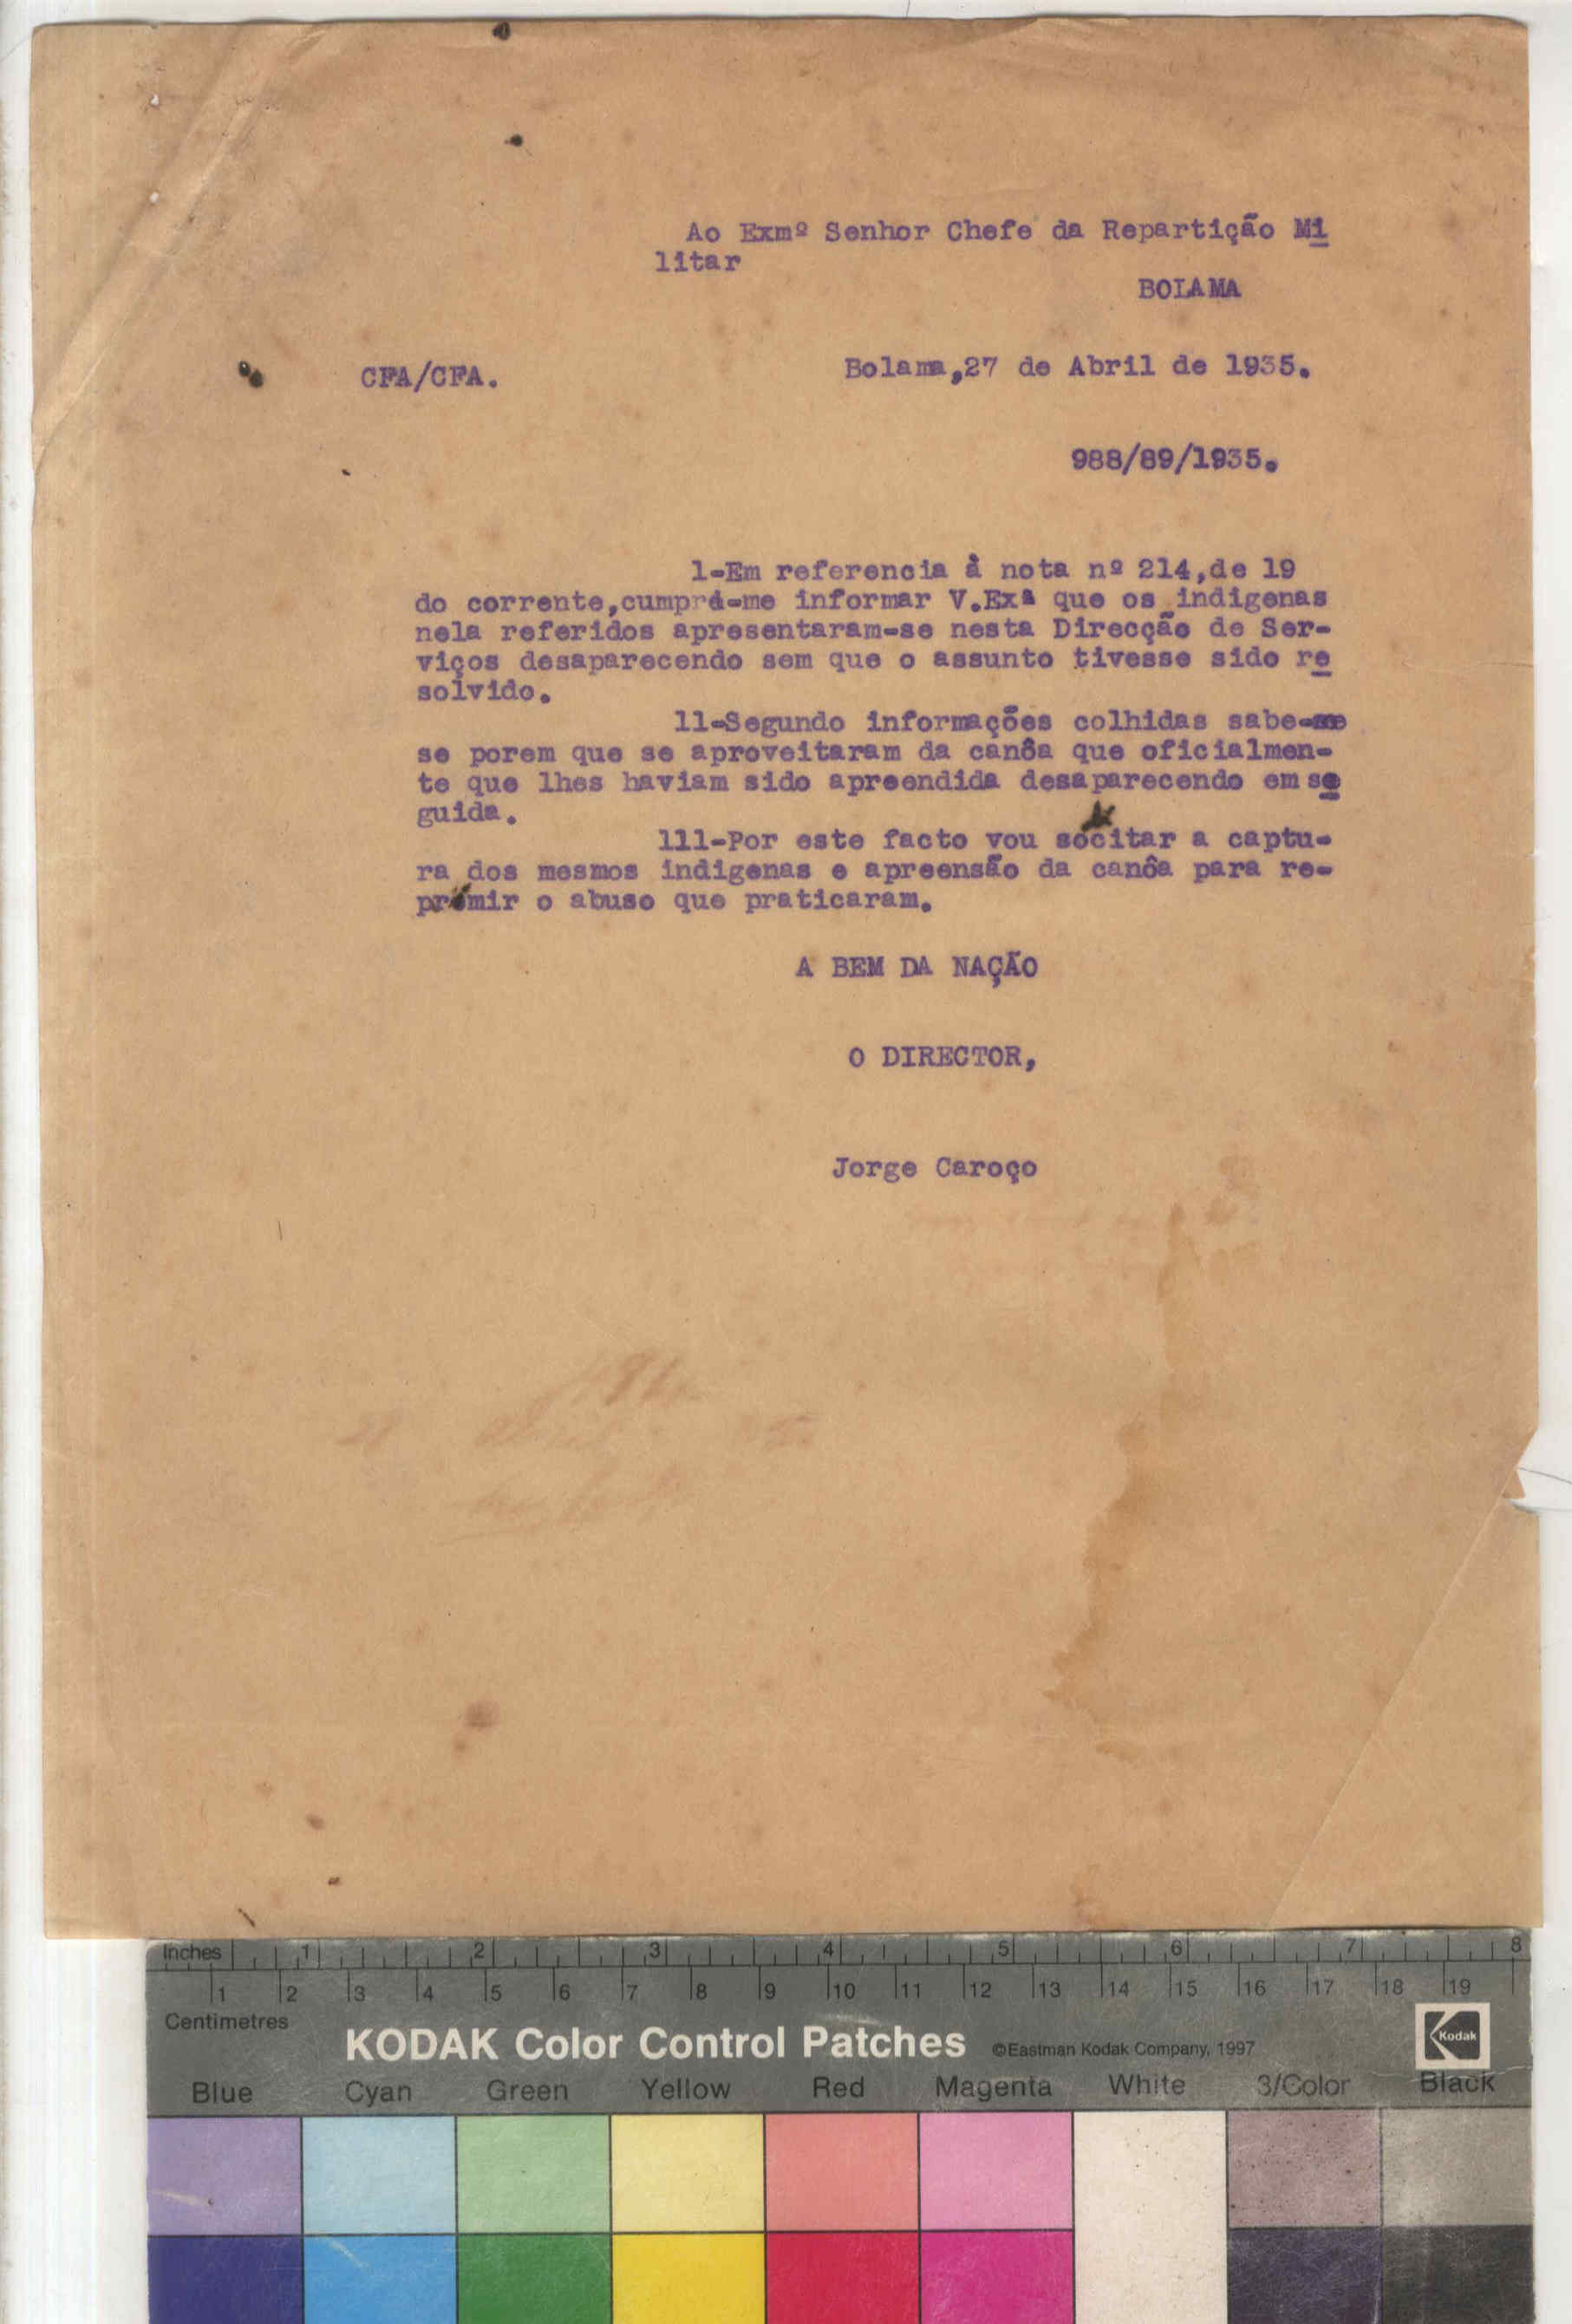 Ao Exmº Senhor Chefe da Repartição Mi
litar
BOLAMA
CFA/CFA.
Bolama,27 de Abril de 1935.
988/89/1935.
1-Em referencia à nota nº 214,de 19
do corrente,cumpre-me informar V.Exª que os indigenas
nela referidos apresentaram-se nesta Direcção de Ser-
viços desaparecendo sem que o assunto tivesse sido re
solvido.
11-Segundo informações colhidas sabe-
se porem que se aproveitaram da canôa que oficialmen-
te que lhes haviam sido apreendida desaparecendo em se
guida.
111-Por este facto vou socitar a captu-
ra dos mesmos indigenas e apreensão da canôa para re-
primir o abuso que praticaram.
A BEM DA NAÇÃO
O DIRECTOR,
Jorge Caroço
Inches 1 2 3 4 5 6 7 8
1 2 3 4 5 6 7 8 9 10 11 12 13 14 15 16 17 18 19
Centimetres
KODAK Color Control Patches ©Eastman Kodak Company, 1997 Kodak
Blue Cyan Green Yellow Red Magenta White 3/Color Black